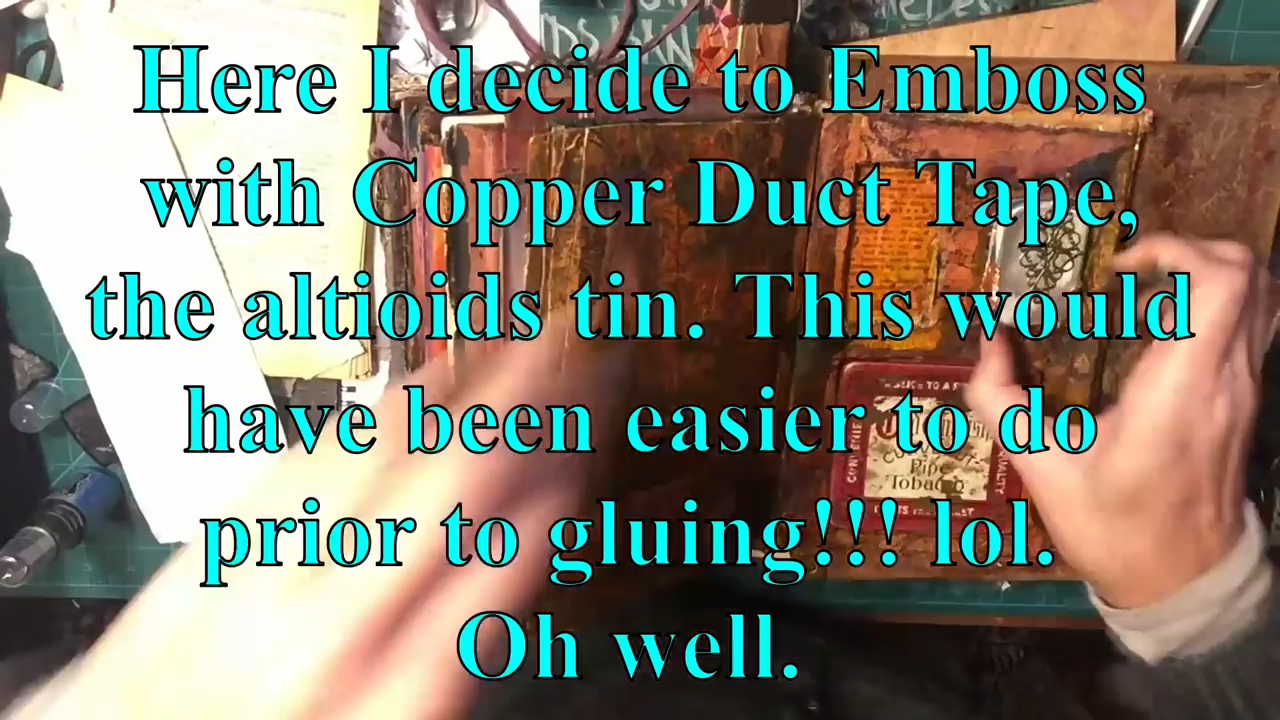 Here I decide to Emboss
with Copper Duct Tape,
the altioids tin. This would
have been easier to do
prior to gluing!!! lol.
Oh well.
Pipe